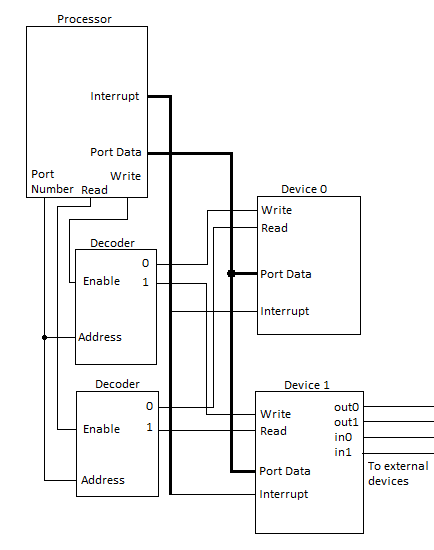 Processor
Interrupt
Port Data
Port
Number
Read
Write
Decoder
0
1
Enable
Address
Decoder
0
1
Enable
Address
Device 0
Write
Read
Port Data
Interrupt
Device 1
Write
Read
Port Data
Interrupt
out0
out1
in0
in1
To external
devices